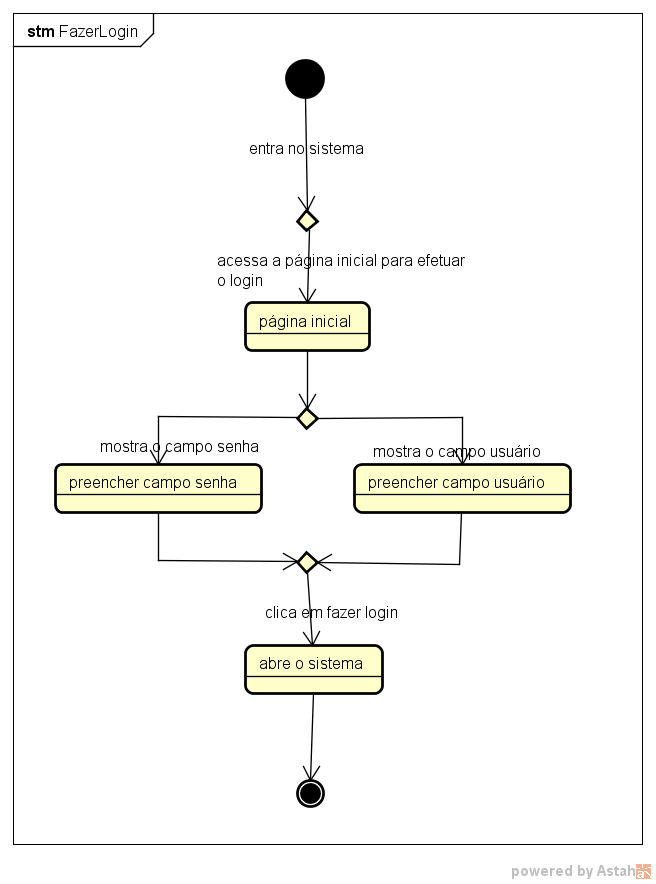 stm FazerLogin
entra no sistema
acessa a página inicial para efetuar
o login
página inicial
mostra o campo senha
mostra o campo usuário
preencher campo senha
preencher campo usuário
clica em fazer login
abre o sistema
powered by Astah